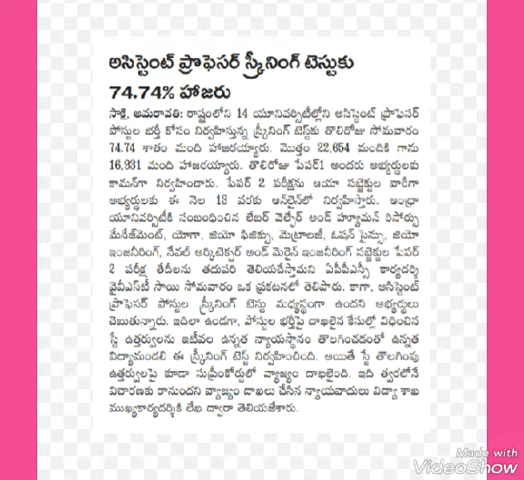 అసిస్టెంట్ ప్రొఫెసర్ స్క్రీనింగ్ టెస్టుకు
74.74% హాజరు
సాక్షి, అమరావతి: రాష్ట్రంలోని 14 యూనివర్సిటీల్లోని అసిస్టెంట్ ప్రొఫెసర్
పోస్టుల భర్తీ కోసం నిర్వహిస్తున్న స్క్రీనింగ్ టెస్ట్‌కు తొలిరోజు సోమవారం
74.74 శాతం మంది హాజరయ్యారు. మొత్తం 22,654 మందికి గాను
16,931 మంది హాజరయ్యారు. తొలిరోజు పేపర్1 అందరు అభ్యర్థులకు
కామన్‌గా నిర్వహించారు. పేపర్ 2 పరీక్షను ఆయా సబ్జెక్టుల వారీగా
అభ్యర్థులకు ఈ నెల 13 వరకు ఆన్‌లైన్‌లో నిర్వహిస్తారు. ఆంధ్రా
యూనివర్సిటీకి సంబంధించిన లేబర్ వెల్ఫేర్ అండ్ హ్యూమన్ రిసోర్సు
మేనేజ్‌మెంట్, యోగా, జియో ఫిజిక్సు, మెట్రాలజీ, ఓషన్ సైన్సు, జియో
ఇంజనీరింగ్, నేవల్ ఆర్కిటెక్చర్ అండ్ మెరైన్ ఇంజనీరింగ్ సబ్జెక్టుల పేపర్
2 పరీక్ష తేదీలను తదుపరి తెలియచేస్తామని ఏపీపీఎస్సీ కార్యదర్శి
వైవీఎస్‌టీ సాయి సోమవారం ఒక ప్రకటనలో తెలిపారు. కాగా, అసిస్టెంట్
ప్రొఫెసర్ పోస్టుల స్క్రీనింగ్ టెస్టు మధ్యస్థంగా ఉందని అభ్యర్థులు
చెబుతున్నారు. ఇదిలా ఉండగా, పోస్టుల భర్తీపై దాఖలైన కేసుల్లో విధించిన
స్టే ఉత్తర్వులను ఇటీవల ఉన్నత న్యాయస్థానం తొలగించడంతో ఉన్నత
విద్యామండలి ఈ స్క్రీనింగ్ టెస్ట్ నిర్వహించింది. అయితే స్టే తొలగింపు
ఉత్తర్వులపై కూడా సుప్రీంకోర్టులో వ్యాజ్యం దాఖలైంది. ఇది త్వరలోనే
విచారణకు రానుందని వ్యాజ్యం దాఖలు చేసిన న్యాయవాదులు విద్యా శాఖ
ముఖ్యకార్యదర్శికి లేఖ ద్వారా తెలియజేశారు.
Made with
VideoShow